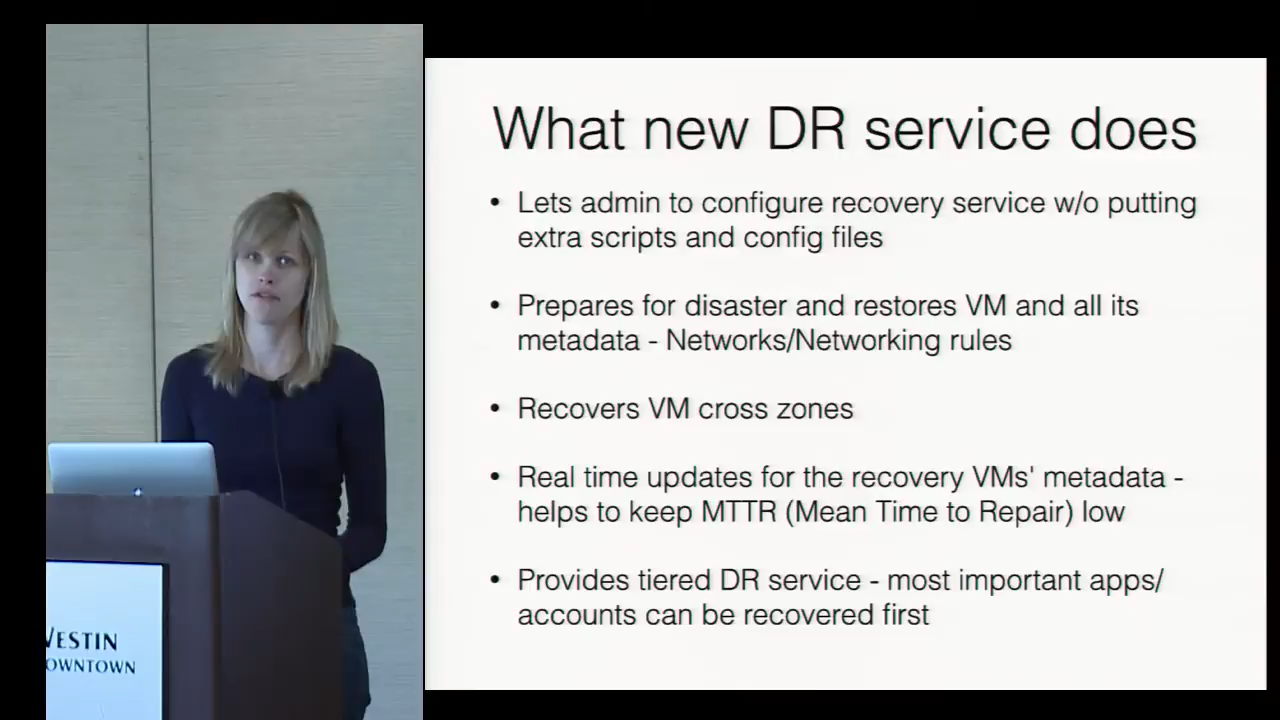 What new DR service does
• Lets admin to configure recovery service w/o putting
extra scripts and config files
• Prepares for disaster and restores VM and all its
metadata - Networks/Networking rules
• Recovers VM cross zones
• Real time updates for the recovery VMs' metadata -
helps to keep MTTR (Mean Time to Repair) low
• Provides tiered DR service - most important apps/
accounts can be recovered first
WESTIN
OWNTOWN